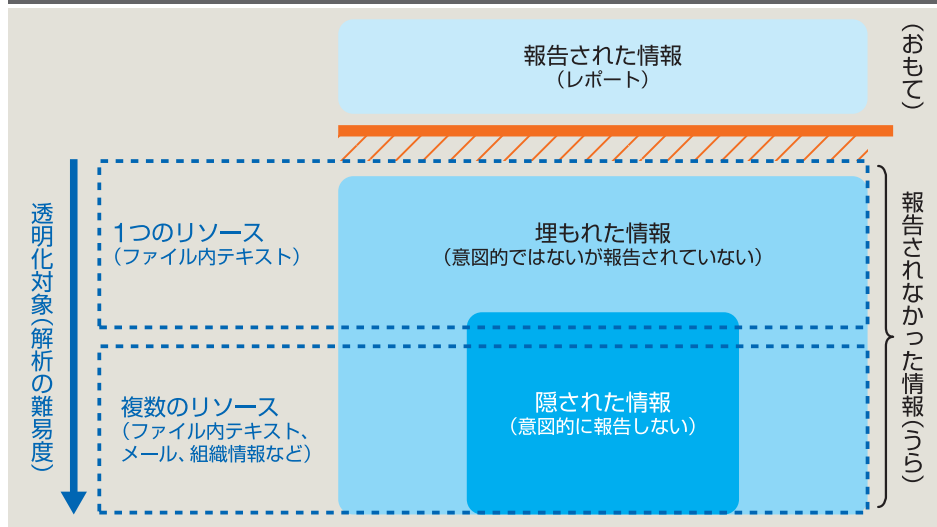 報告された情報
（レポート）
（おもて）
透明化対象（解析の難易度）
1つのリソース
（ファイル内テキスト）
埋もれた情報
（意図的ではないが報告されていない）
複数のリソース
（ファイル内テキスト、
メール、組織情報など）
隠された情報
（意図的に報告しない）
報告されなかった情報（うら）